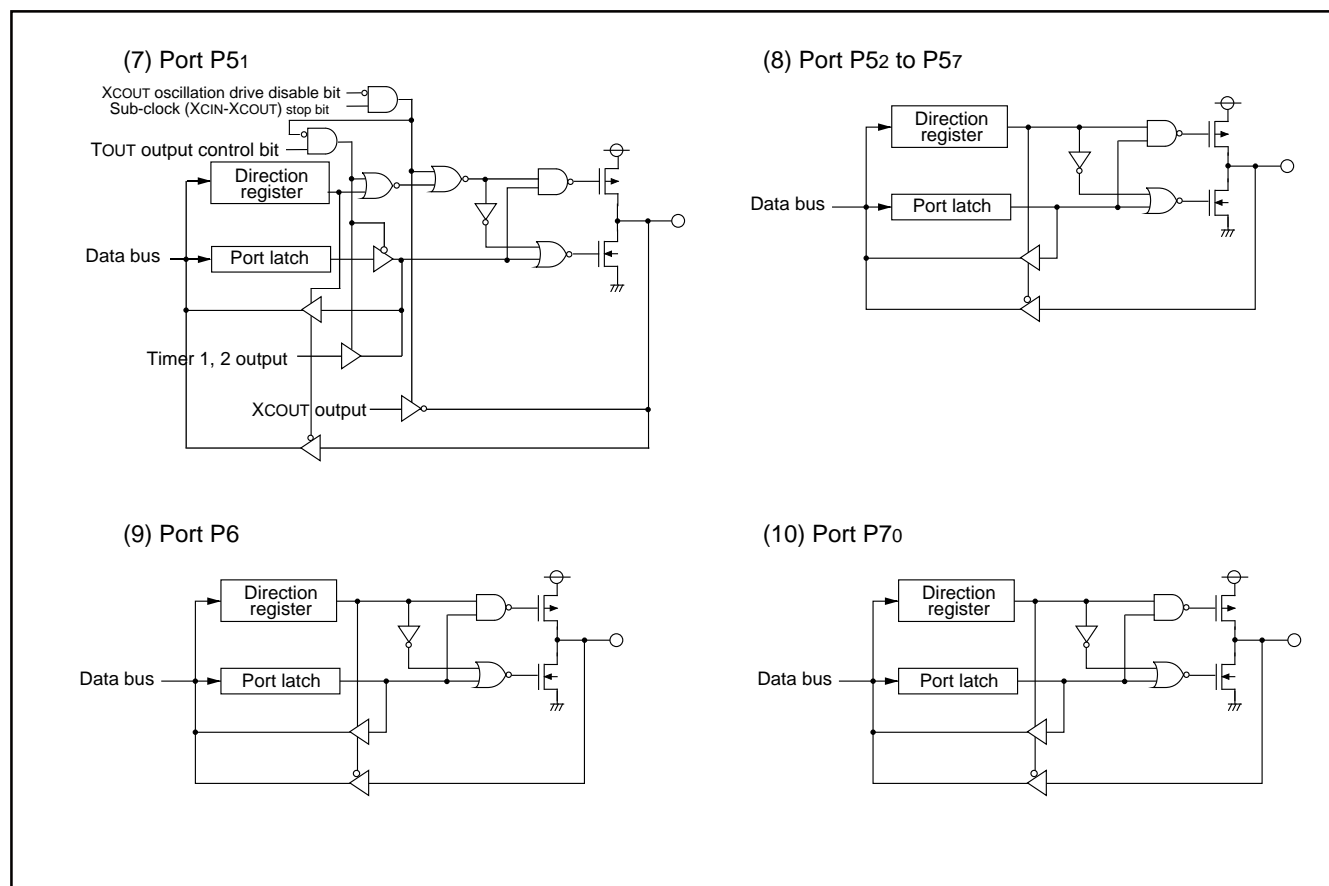 (7) Port P51
XCOUT oscillation drive disable bit
Sub-clock (XCIN-XCOUT) stop bit
TOUT output control bit
Direction
register
Data bus
Port latch
Timer 1, 2 output
XCOUT output
(8) Port P52 to P57
Direction
register
Data bus
Port latch
(9) Port P6
Direction
register
Data bus
Port latch
(10) Port P70
Direction
register
Data bus
Port latch